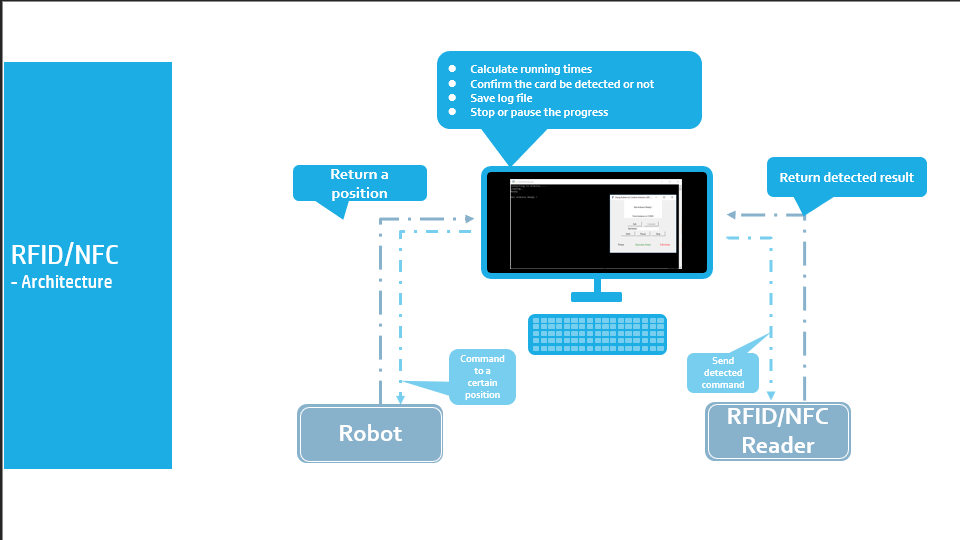 RFID/NFC
- Architecture
● Calculate running times
● Confirm the card be detected or not
● Save log file
● Stop or pause the progress
Return a
position
Return detected result
Command
to a
certain
position
Send
detected
command
Robot
RFID/NFC
Reader